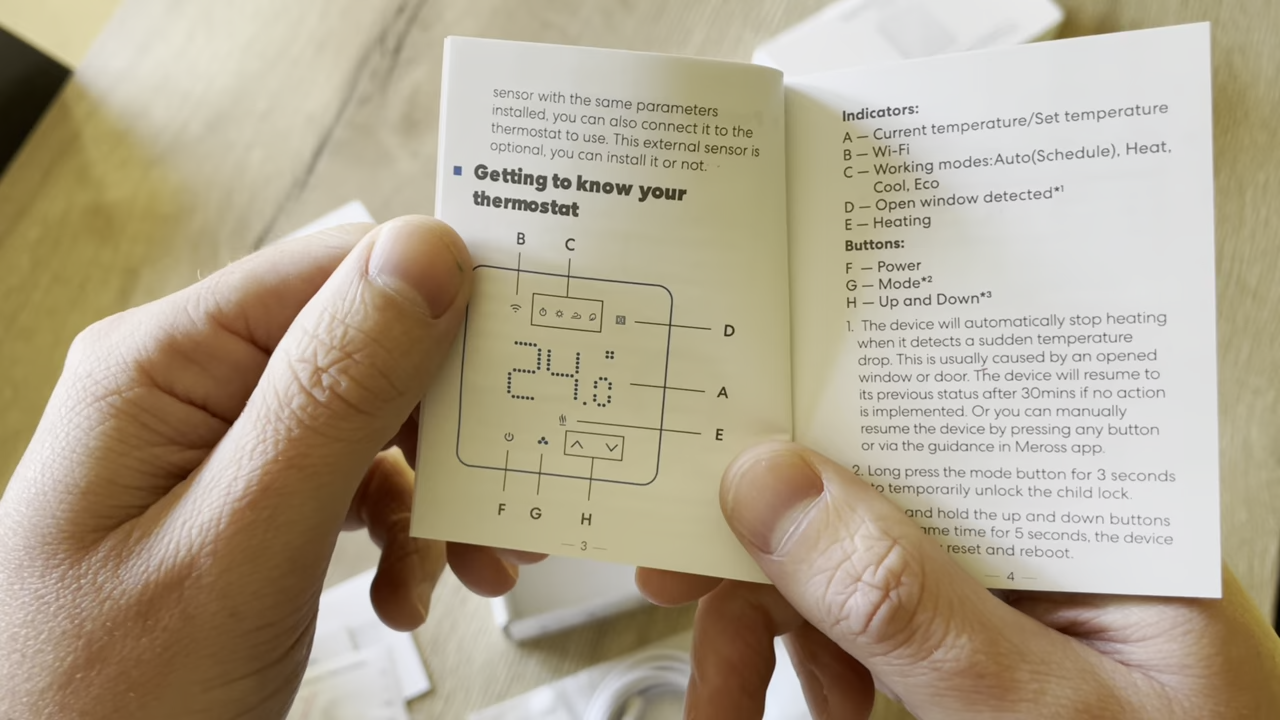 sensor with the same parameters
installed, you can also connect it to the
thermostat to use. This external sensor is
optional, you can install it or not.
Getting to know your
thermostat
B C
D
24.0
A
E
F G H
— 3 —
Indicators:
A — Current temperature/Set temperature
B — Wi-Fi
C — Working modes:Auto(Schedule), Heat,
Cool, Eco
D — Open window detected*1
E — Heating
Buttons:
F — Power
G — Mode*2
H — Up and Down*3
1. The device will automatically stop heating
when it detects a sudden temperature
drop. This is usually caused by an opened
window or door. The device will resume to
its previous status after 30mins if no action
is implemented. Or you can manually
resume the device by pressing any button
or via the guidance in Meross app.
2. Long press the mode button for 3 seconds
to temporarily unlock the child lock.
and hold the up and down buttons
time for 5 seconds, the device
reset and reboot.
— 4 —